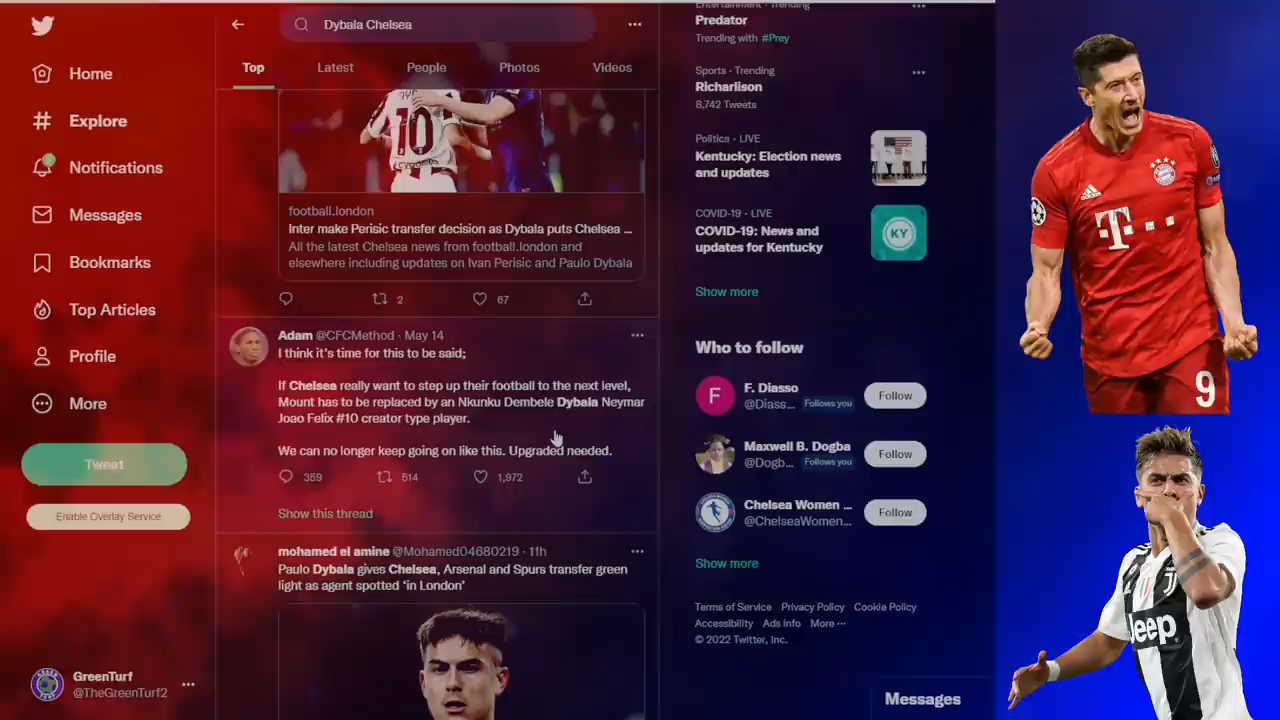 Dybala Chelsea
Home
Explore
Notifications
Messages
Bookmarks
Top Articles
Profile
More
Tweet
Enable Overlay Service
GreenTurf
@TheGreenTurf2
Top
Latest
People
Photos
Videos
10
football.london
Inter make Perisic transfer decision as Dybala puts Chelsea ...
All the latest Chelsea news from football.london and
elsewhere including updates on Ivan Perisic and Paulo Dybala
2
67
Adam @CFCMethod · May 14
I think it's time for this to be said;
If Chelsea really want to step up their football to the next level,
Mount has to be replaced by an Nkunku Dembele Dybala Neymar
Joao Felix #10 creator type player.
We can no longer keep going on like this. Upgraded needed.
359
514
1,972
Show this thread
mohamed el amine @Mohamed04680219 · 11h
Paulo Dybala gives Chelsea, Arsenal and Spurs transfer green
light as agent spotted 'in London'
Entertainment · Trending
Predator
Trending with #Prey
Sports · Trending
Richarlison
8,742 Tweets
Politics · LIVE
Kentucky: Election news
and updates
COVID-19 · LIVE
COVID-19: News and
updates for Kentucky
KY
Show more
Who to follow
F
F. Diasso
@Diass... Follows you
Follow
Maxwell B. Dogba
@Dogb... Follows you
Follow
Chelsea Women ...
@ChelseaWomen...
Follow
Show more
Terms of Service Privacy Policy Cookie Policy
Accessibility Ads info More ···
© 2022 Twitter, Inc.
Messages
adidas
T
9
Jeep